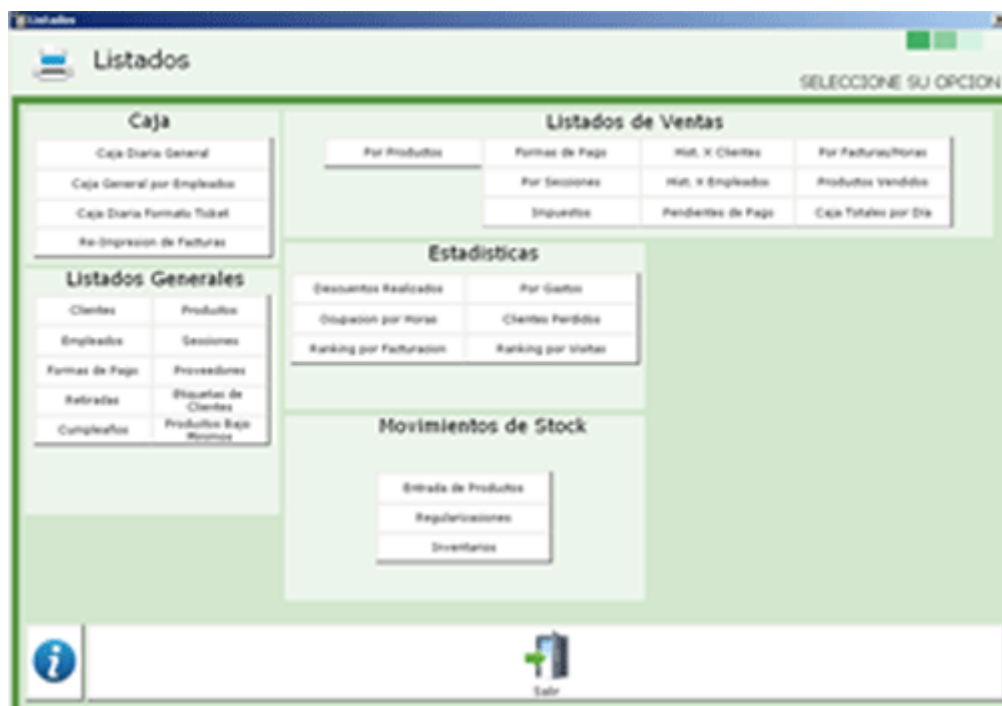 Listados
Listados
SELECCIONE SU OPCION
Caja
Caja Diaria General
Caja General por Empleados
Caja Diaria Formato Ticket
Re-Impresion de Facturas
Listados de Ventas
Por Productos
Formas de Pago
Hist. X Clientes
Por Facturas/Horas
Por Secciones
Hist. X Empleados
Productos Vendidos
Impuestos
Pendientes de Pago
Caja Totales por Dia
Listados Generales
Clientes
Productos
Empleados
Secciones
Formas de Pago
Proveedores
Retiradas
Etiquetas de
Clientes
Cumpleaños
Productos Bajo
Minimos
Estadisticas
Descuentos Realizados
Por Gastos
Ocupacion por Horas
Clientes Perdidos
Ranking por Facturacion
Ranking por Visitas
Movimientos de Stock
Entrada de Productos
Regularizaciones
Inventarios
Salir